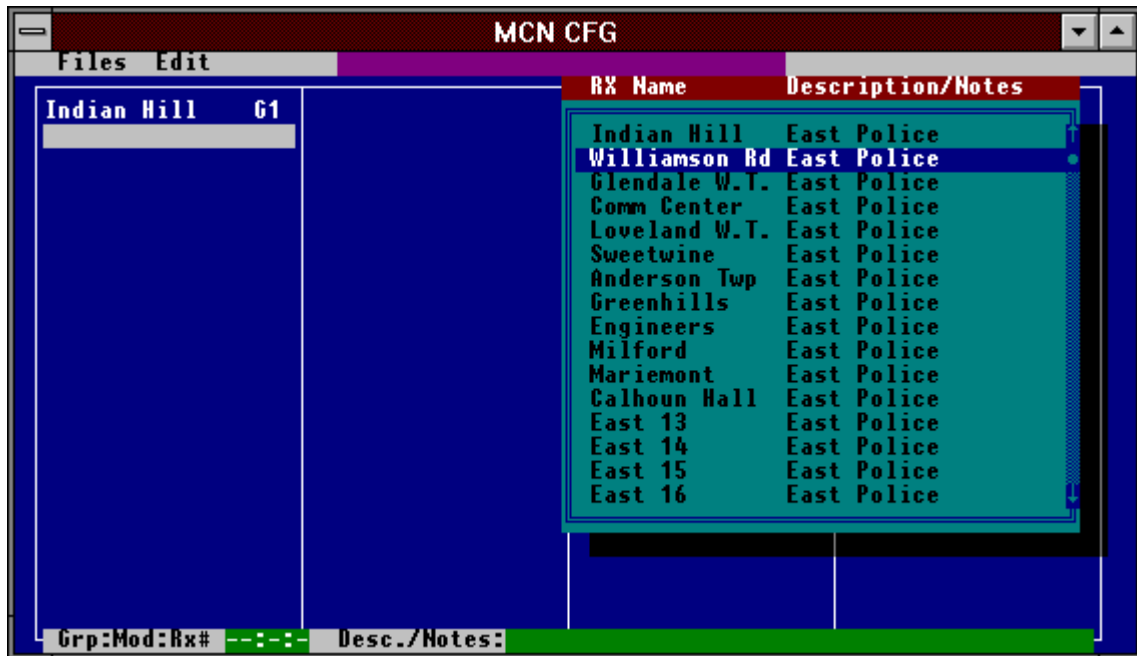 MCN CFG
Files Edit
RX Name Description/Notes
Indian Hill G1
Indian Hill East Police
Williamson Rd East Police
Glendale W.T. East Police
Comm Center East Police
Loveland W.T. East Police
Sweetwine East Police
Anderson Twp East Police
Greenhills East Police
Engineers East Police
Milford East Police
Mariemont East Police
Calhoun Hall East Police
East 13 East Police
East 14 East Police
East 15 East Police
East 16 East Police
Grp:Mod:Rx# --:-:- Desc./Notes: